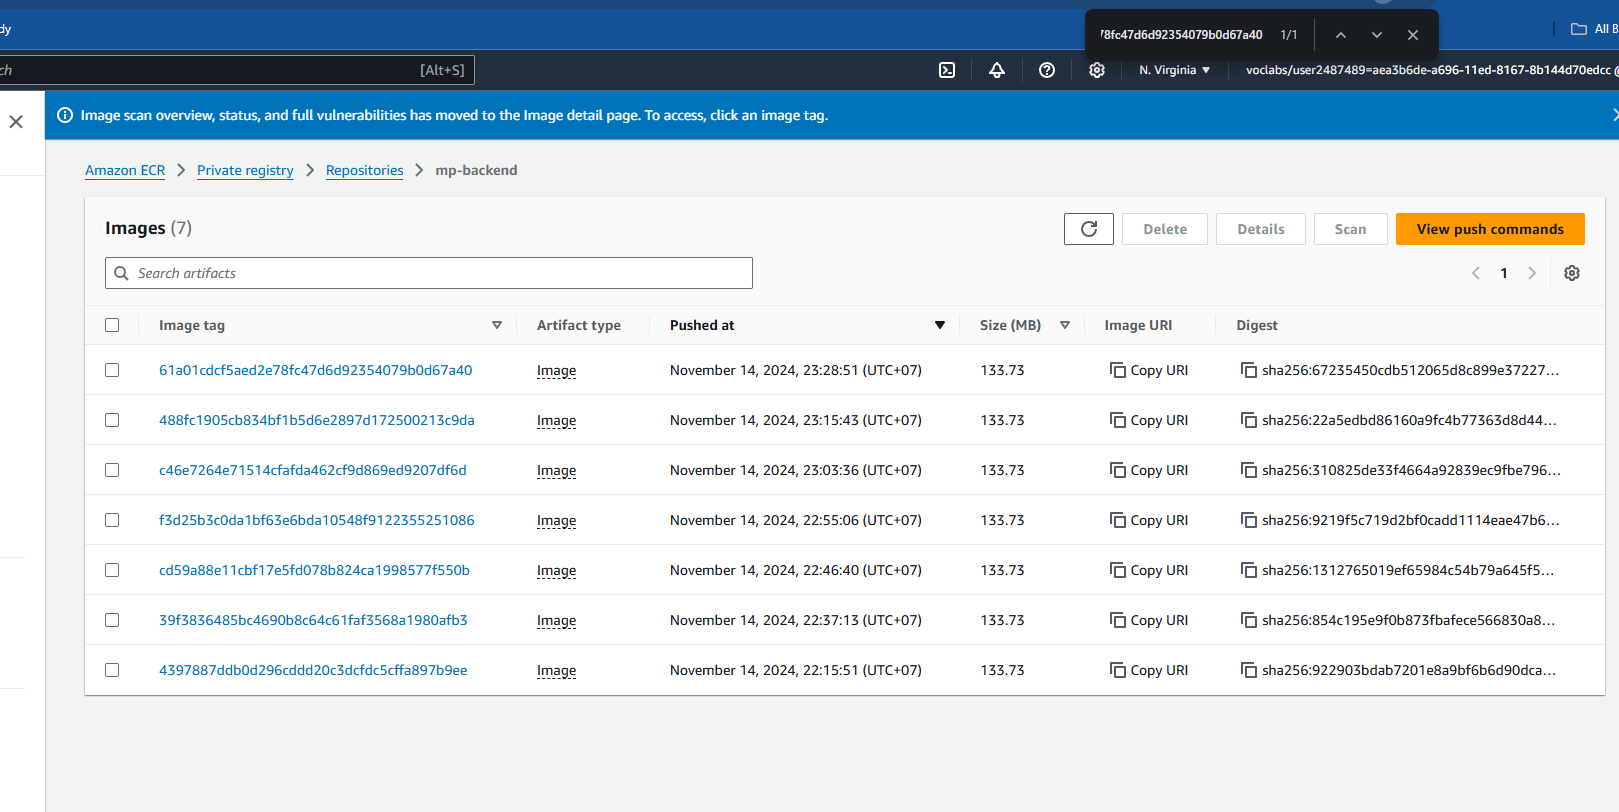 dy
78fc47d6d92354079b0d67a40 1/1
All B
ch [Alt+S] N. Virginia voclabs/user2487489=aea3b6de-a696-11ed-8167-8b144d70edcc @
Image scan overview, status, and full vulnerabilities has moved to the Image detail page. To access, click an image tag.
Amazon ECR > Private registry > Repositories > mp-backend
Images (7) Delete Details Scan View push commands
Search artifacts 1
Image tag Artifact type Pushed at Size (MB) Image URI Digest
61a01cdcf5aed2e78fc47d6d92354079b0d67a40 Image November 14, 2024, 23:28:51 (UTC+07) 133.73 Copy URI sha256:67235450cdb512065d8c899e37227...
488fc1905cb834bf1b5d6e2897d172500213c9da Image November 14, 2024, 23:15:43 (UTC+07) 133.73 Copy URI sha256:22a5edbd86160a9fc4b77363d8d44...
c46e7264e71514cfafda462cf9d869ed9207df6d Image November 14, 2024, 23:03:36 (UTC+07) 133.73 Copy URI sha256:310825de33f4664a92839ec9fbe796...
f3d25b3c0da1bf63e6bda10548f9122355251086 Image November 14, 2024, 22:55:06 (UTC+07) 133.73 Copy URI sha256:9219f5c719d2bf0cadd1114eae47b6...
cd59a88e11cbf17e5fd078b824ca1998577f550b Image November 14, 2024, 22:46:40 (UTC+07) 133.73 Copy URI sha256:1312765019ef65984c54b79a645f5...
39f3836485bc4690b8c64c61faf3568a1980afb3 Image November 14, 2024, 22:37:13 (UTC+07) 133.73 Copy URI sha256:854c195e9f0b873fbafece566830a8...
4397887ddb0d296cddd20c3dcfdc5cffa897b9ee Image November 14, 2024, 22:15:51 (UTC+07) 133.73 Copy URI sha256:922903bdab7201e8a9bf6b6d90dca...